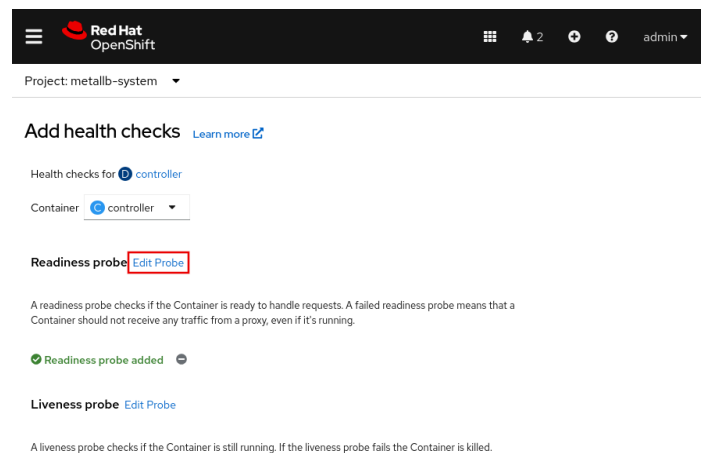 Red Hat
OpenShift
2
admin
Project: metallb-system
Add health checks Learn more
Health checks for D controller
Container C controller
Readiness probe Edit Probe
A readiness probe checks if the Container is ready to handle requests. A failed readiness probe means that a
Container should not receive any traffic from a proxy, even if it's running.
Readiness probe added
Liveness probe Edit Probe
A liveness probe checks if the Container is still running. If the liveness probe fails the Container is killed.